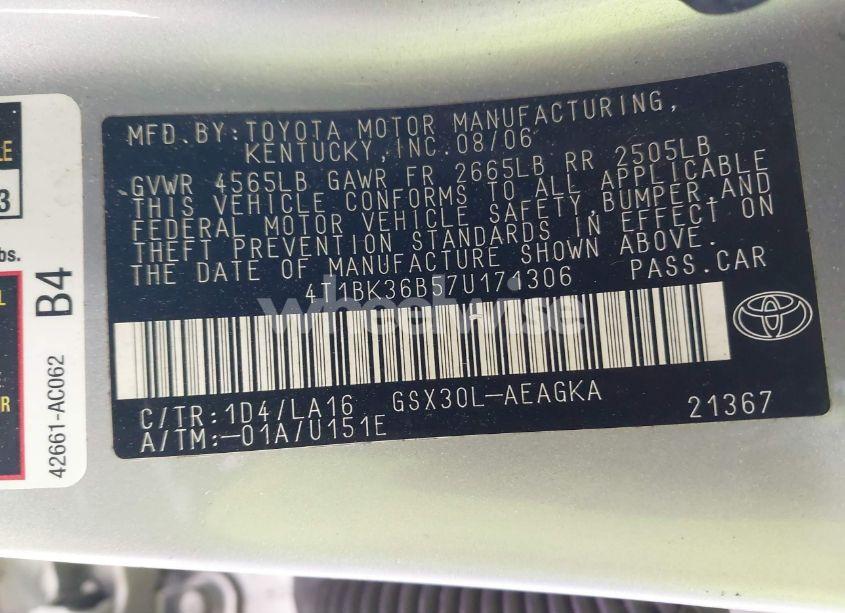 MFD.BY:TOYOTA MOTOR MANUFACTURING,
KENTUCKY,INC.08/06
GVWR 4565LB GAWR FR 2665LB RR 2505LB
THIS VEHICLE CONFORMS TO ALL APPLICABLE
FEDERAL MOTOR VEHICLE SAFETY,BUMPER,AND
THEFT PREVENTION STANDARDS IN EFFECT ON
THE DATE OF MANUFACTURE SHOWN ABOVE.
4T1BK36B57U171306 PASS.CAR
wheelwise
C/TR:1D4/LA16 GSX30L-AEAGKA
A/TM:-01A/U151E 21367
B4
42661-AC062